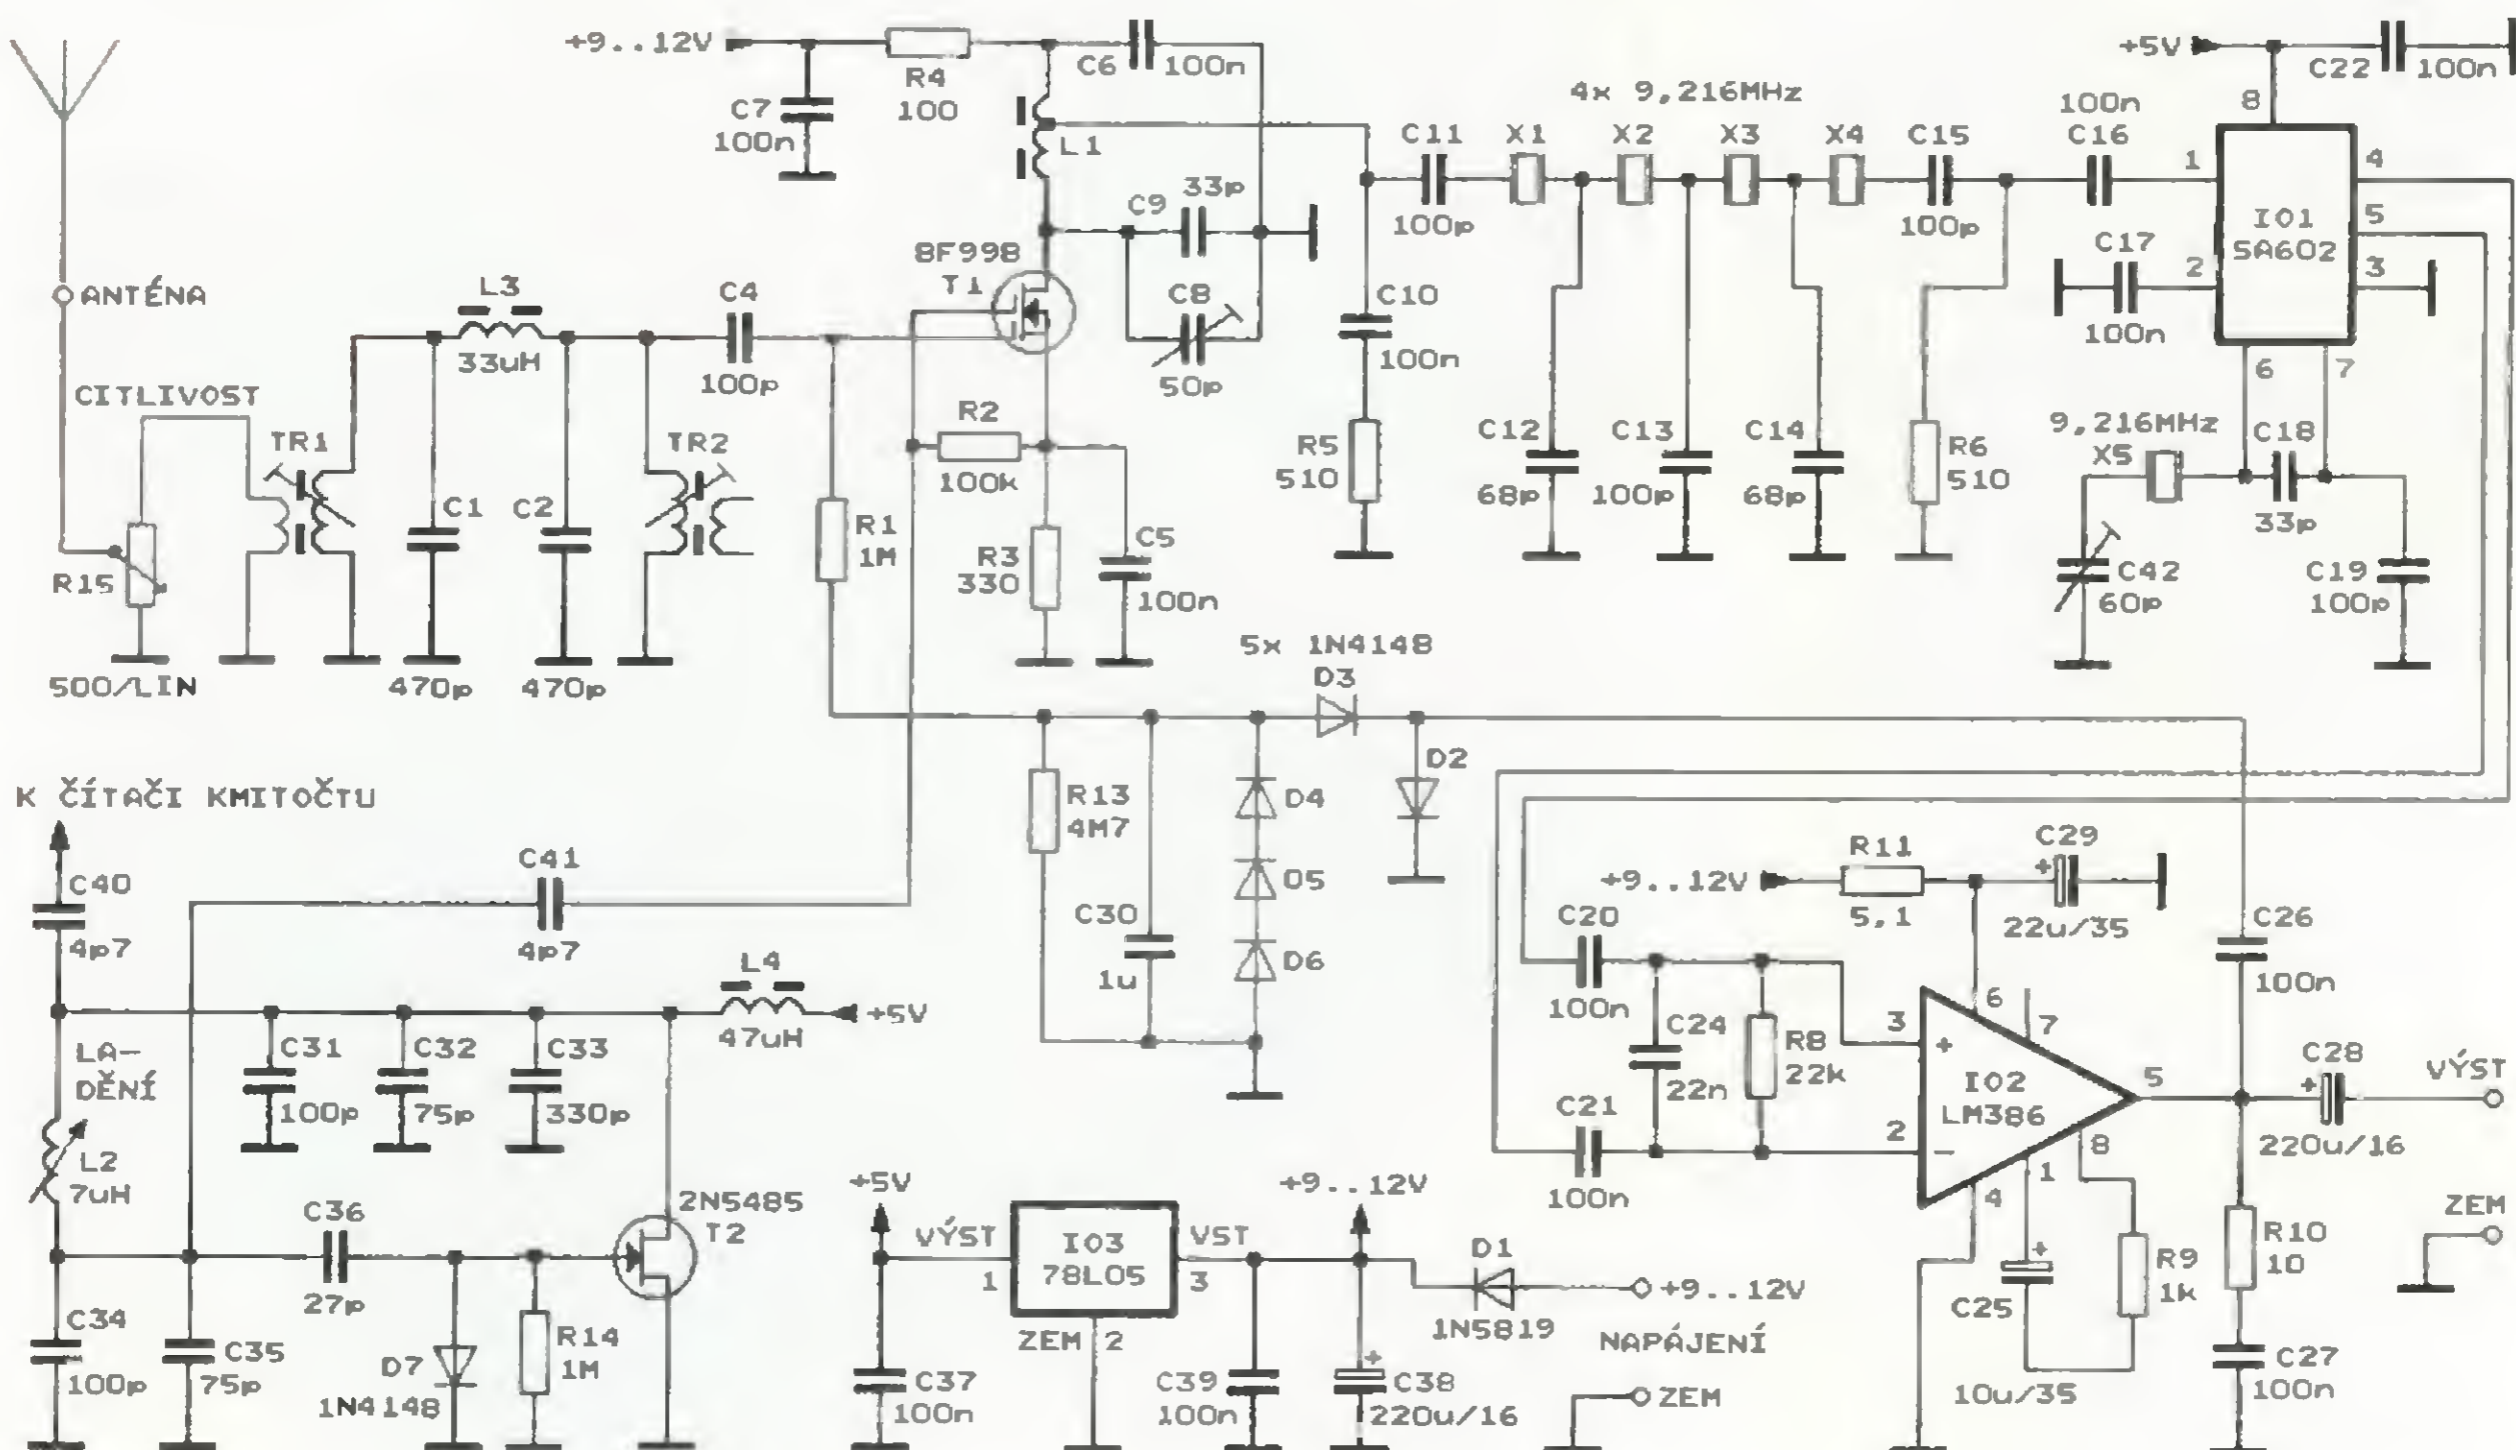 +9..12V
R4
100
C6
100n
C7
100n
L1
4x 9,216MHz
+5V
C22
100n
8
100n
C16
C11
100p
X1
X2
X3
X4
C15
100p
1
4
5
IO1
SA602
2
3
C17
100n
6
7
ANTÉNA
L3
33uH
C4
100p
8F998
T1
C9
33p
C8
50p
C10
100n
CITLIVOST
TR1
TR2
R2
100k
R15
500/LIN
C1
470p
C2
470p
R1
1M
R3
330
C5
100n
R5
510
C12
68p
C13
100p
C14
68p
R6
510
9,216MHz
X5
C18
33p
C42
60p
C19
100p
5x 1N4148
D3
D2
K ČÍTAČI KMITOČTU
R13
4M7
D4
O5
D6
C30
1u
C40
4p7
C41
4p7
L4
47uH
+5V
LA-
DĚNÍ
C31
100p
C32
75p
C33
330p
L2
7uH
C36
27p
2N5485
T2
C34
100p
C35
75p
D7
1N4148
R14
1M
+5V
VÝST
1
IO3
78L05
VST
3
ZEM
2
+9..12V
D1
1N5819
+9..12V
NAPÁJENÍ
ZEM
C37
100n
C39
100n
+
C38
220u/16
+9..12V
R11
5,1
+
C29
22u/35
C20
100n
C21
100n
C24
22n
R8
22k
6
7
3
+
IO2
LM386
2
–
5
8
1
4
C26
100n
C28
+
220u/16
VÝST
ZEM
+
C25
10u/35
R9
1k
R10
10
C27
100n